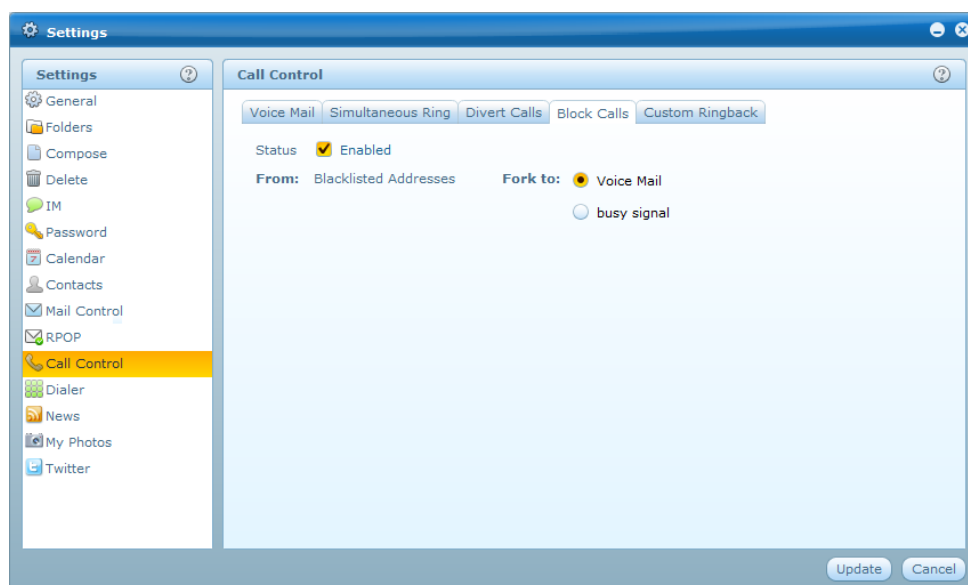 Settings
Settings
General
Folders
Compose
Delete
IM
Password
7 Calendar
Contacts
Mail Control
RPOP
Call Control
Dialer
News
My Photos
t Twitter
Call Control
Voice Mail Simultaneous Ring Divert Calls Block Calls Custom Ringback
Status Enabled
From: Blacklisted Addresses Fork to: Voice Mail
busy signal
Update Cancel